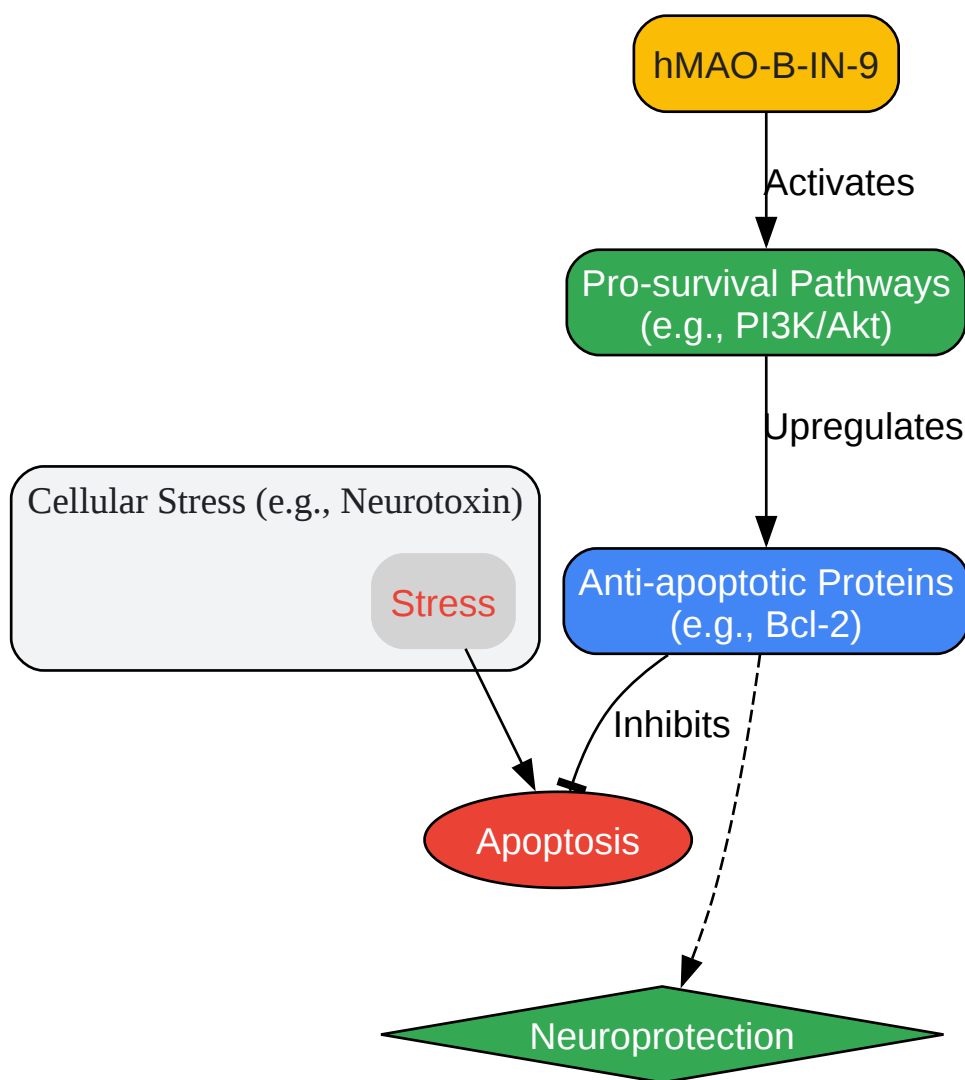 hMAO-B-IN-9
Activates
Pro-survival Pathways
(e.g., PI3K/Akt)
Upregulates
Cellular Stress (e.g., Neurotoxin)
Stress
Anti-apoptotic Proteins
(e.g., Bcl-2)
Inhibits
Apoptosis
Neuroprotection